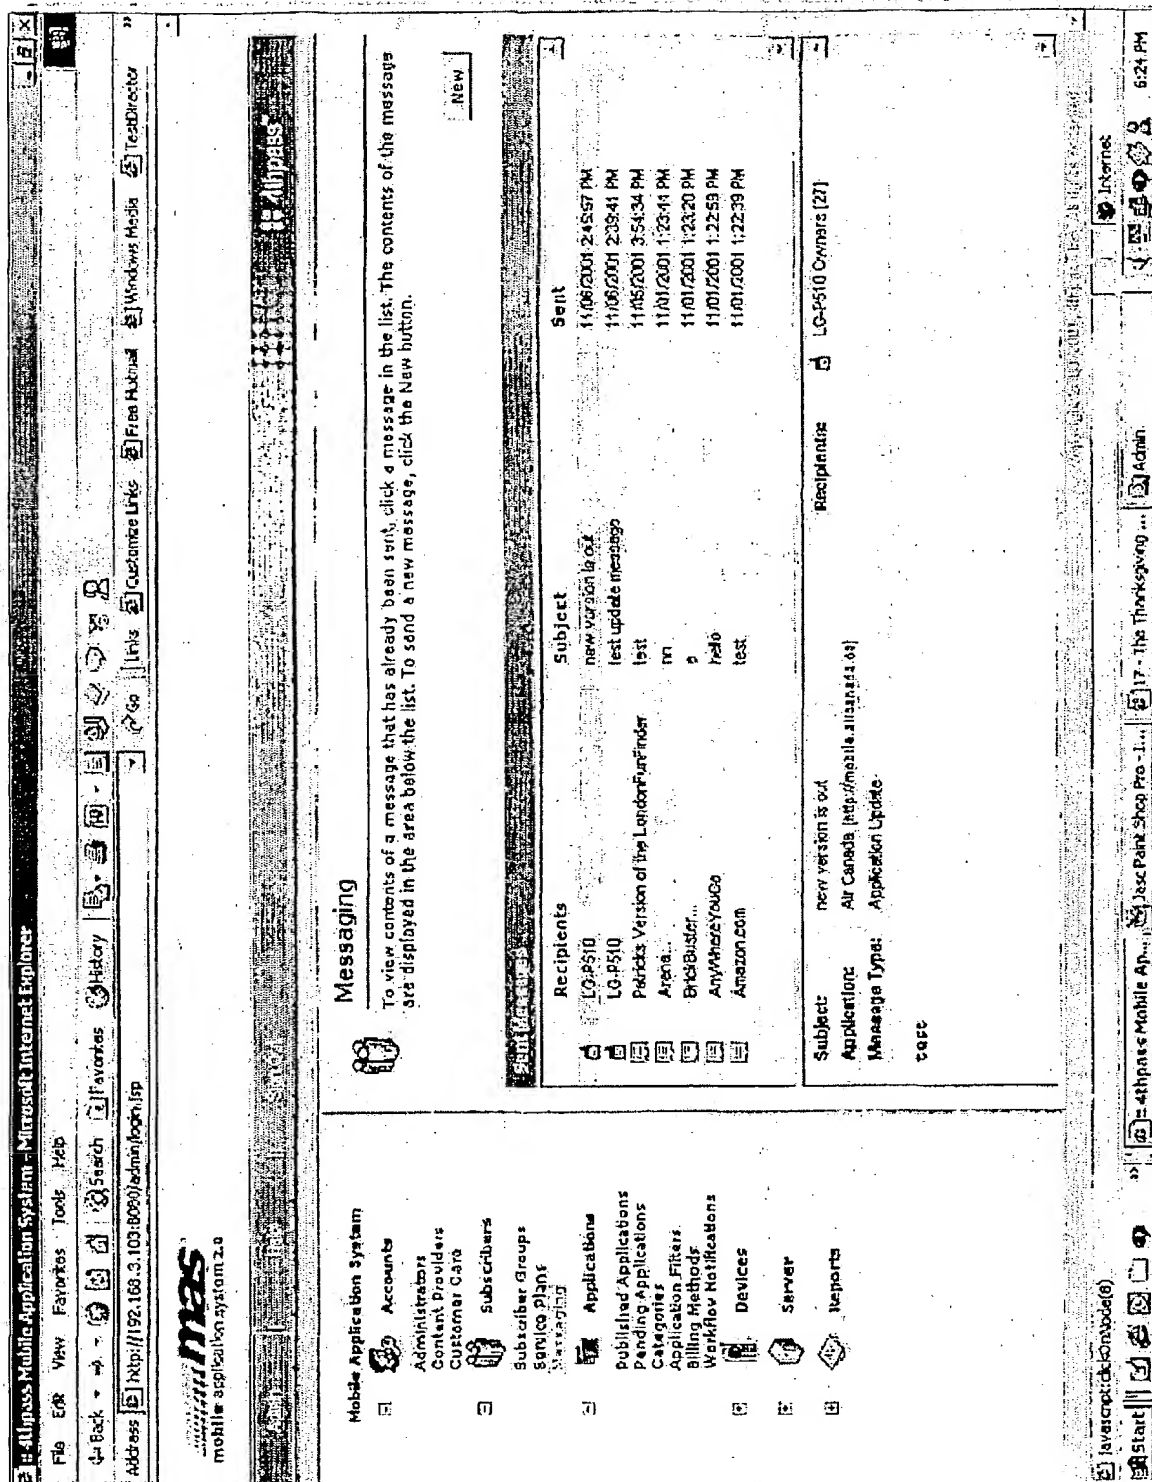 4thpass Mobile Application System - Microsoft Internet Explorer
File Edit View Favorites Tools Help
Back Search Favorites History
Address http://192.168.3.103:8080/admin/login.jsp Go Links Customize Links Free Hotmail Windows Media TestDirector
mas
mobile application system 2.0
4thpass
Mobile Application System
Accounts
Administrators
Content Providers
Customer Care
Subscribers
Subscriber Groups
Service Plans
Messaging
Applications
Published Applications
Pending Applications
Categories
Application Filters
Billing Methods
Workflow Notifications
Devices
Server
Reports
Messaging
To view contents of a message that has already been sent, click a message in the list. The contents of the message
are displayed in the area below the list. To send a new message, click the New button.
New
Sent Messages
Recipients Subject Sent
LG-P510 new version is out 11/06/2001 2:45:57 PM
LG-P510 test update message 11/06/2001 2:39:41 PM
Patricks Version of the LondonFunFinder test 11/05/2001 3:54:34 PM
Arena... nn 11/01/2001 1:23:44 PM
BrickBuster... 11/01/2001 1:23:20 PM
AnyWhereYouGo hello 11/01/2001 1:22:59 PM
Amazon.com test 11/01/2001 1:22:39 PM
Subject: new version is out Recipients: LG-P510 Owners [27]
Application: Air Canada [http://mobile.aircanada.ca]
Message Type: Application Update
test
javascript:clickOnNode(8) Internet
Start 4thpass Mobile Ap... Jasc Paint Shop Pro - I... 17 - The Thanksgiving ... Admin 6:24 PM